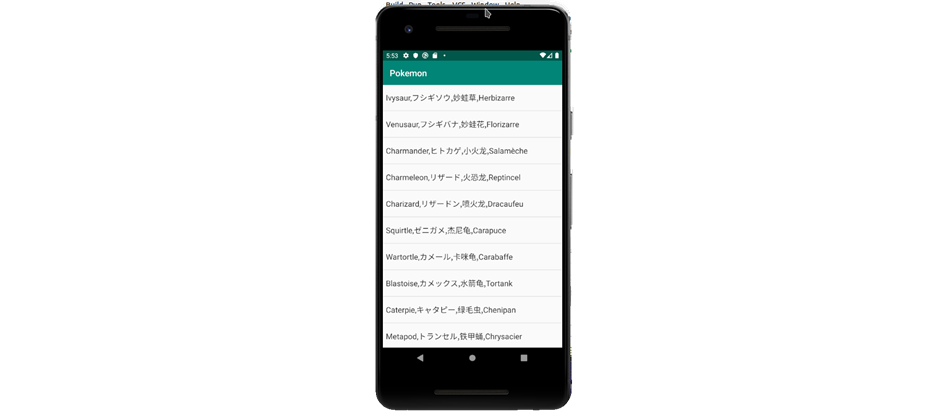 Build Run Tools VCS Window Help
5:53
Pokemon
Ivysaur,フシギソウ,妙蛙草,Herbizarre
Venusaur,フシギバナ,妙蛙花,Florizarre
Charmander,ヒトカゲ,小火龙,Salamèche
Charmeleon,リザード,火恐龙,Reptincel
Charizard,リザードン,喷火龙,Dracaufeu
Squirtle,ゼニガメ,杰尼龟,Carapuce
Wartortle,カメール,卡咪龟,Carabaffe
Blastoise,カメックス,水箭龟,Tortank
Caterpie,キャタピー,绿毛虫,Chenipan
Metapod,トランセル,铁甲蛹,Chrysacier